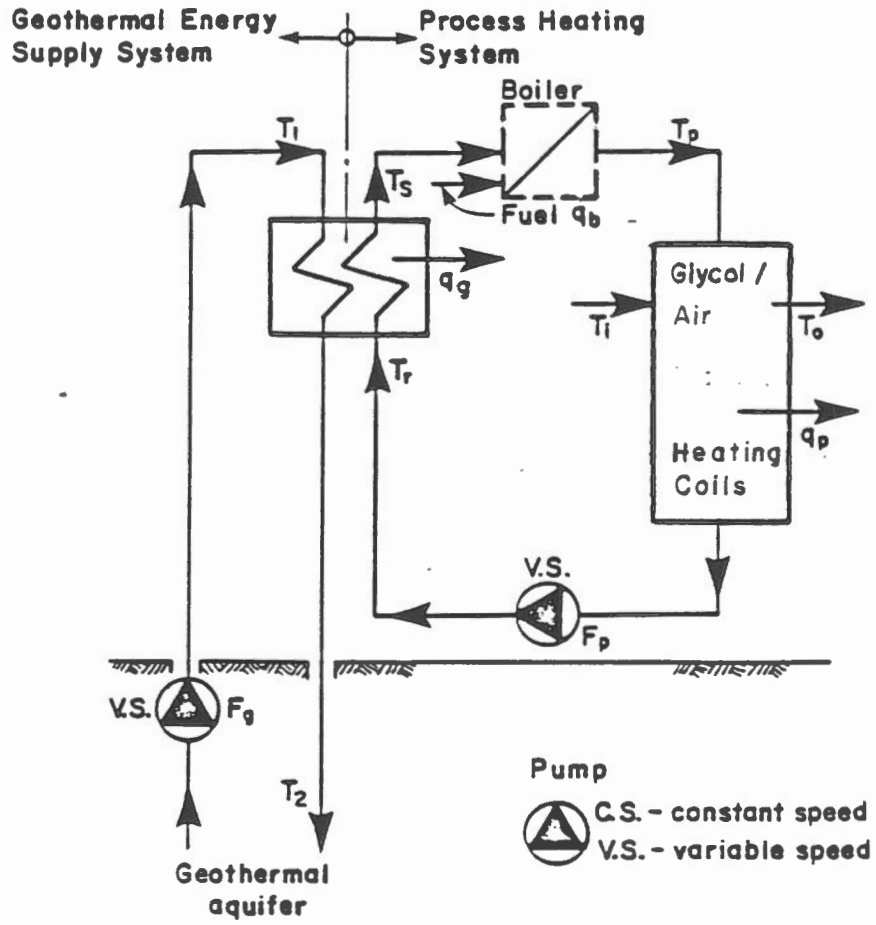 Geothermal Energy
Supply System
Process Heating
System
Boiler
T1
Tp
TS
Fuel qb
qg
Glycol /
Air
Ti
To
Tr
qp
Heating
Coils
V.S.
Fp
V.S.
Fg
T2
Pump
C.S. - constant speed
V.S. - variable speed
Geothermal
aquifer